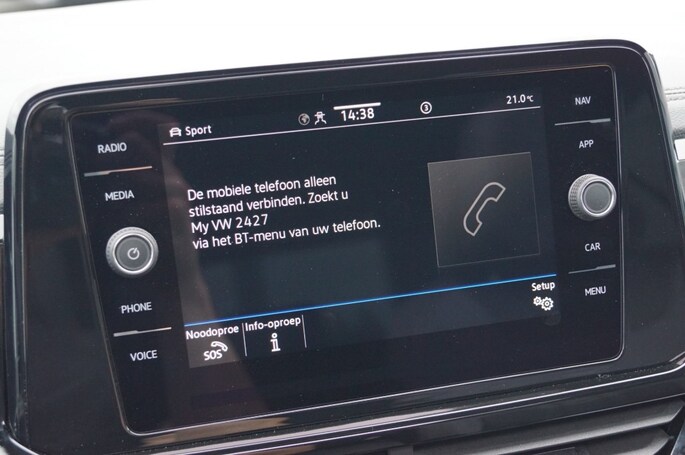 RADIO
MEDIA
PHONE
VOICE
Sport
14:38
3
21.0°C
De mobiele telefoon alleen
stilstaand verbinden. Zoekt u
My VW 2427
via het BT-menu van uw telefoon.
Setup
Noodoproe
SOS
Info-oproep
NAV
APP
CAR
MENU